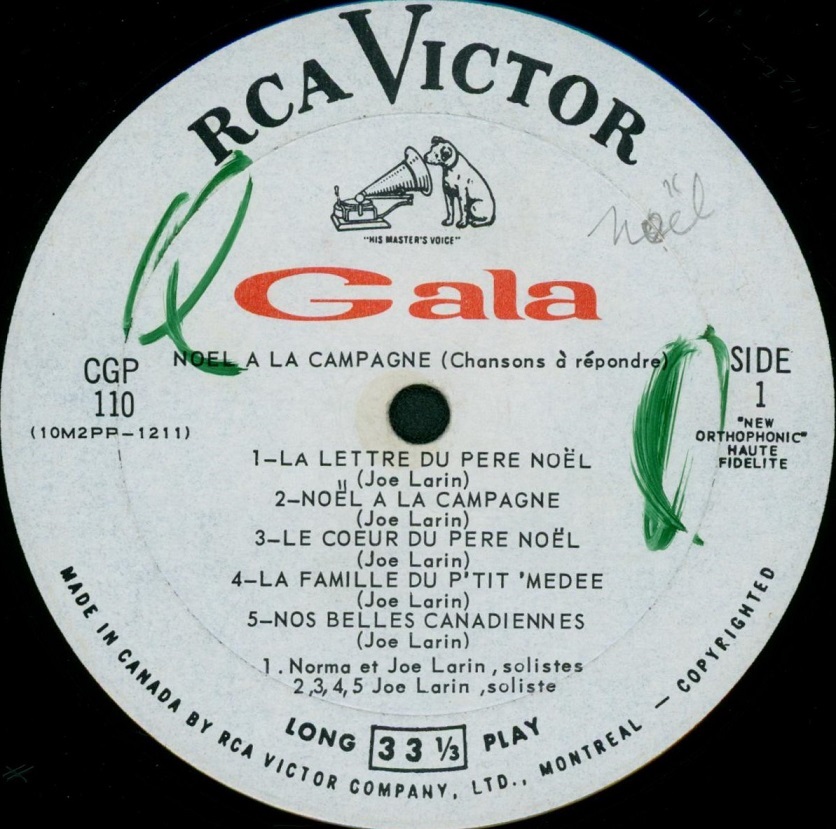 RCA VICTOR
"HIS MASTER'S VOICE"
noël
Gala
NOEL A LA CAMPAGNE (Chansons à répondre)
CGP
110
(10M2PP-1211)
SIDE
1
"NEW
ORTHOPHONIC"
HAUTE
FIDELITE
1-LA LETTRE DU PERE NOËL
(Joe Larin)
2-NOËL A LA CAMPAGNE
(Joe Larin)
3-LE COEUR DU PERE NOËL
(Joe Larin)
4-LA FAMILLE DU P'TIT 'MEDEE
(Joe Larin)
5-NOS BELLES CANADIENNES
(Joe Larin)
1. Norma et Joe Larin, solistes
2,3,4,5 Joe Larin, soliste
LONG 33 1/3 PLAY
MADE IN CANADA BY RCA VICTOR COMPANY, LTD., MONTREAL — COPYRIGHTED